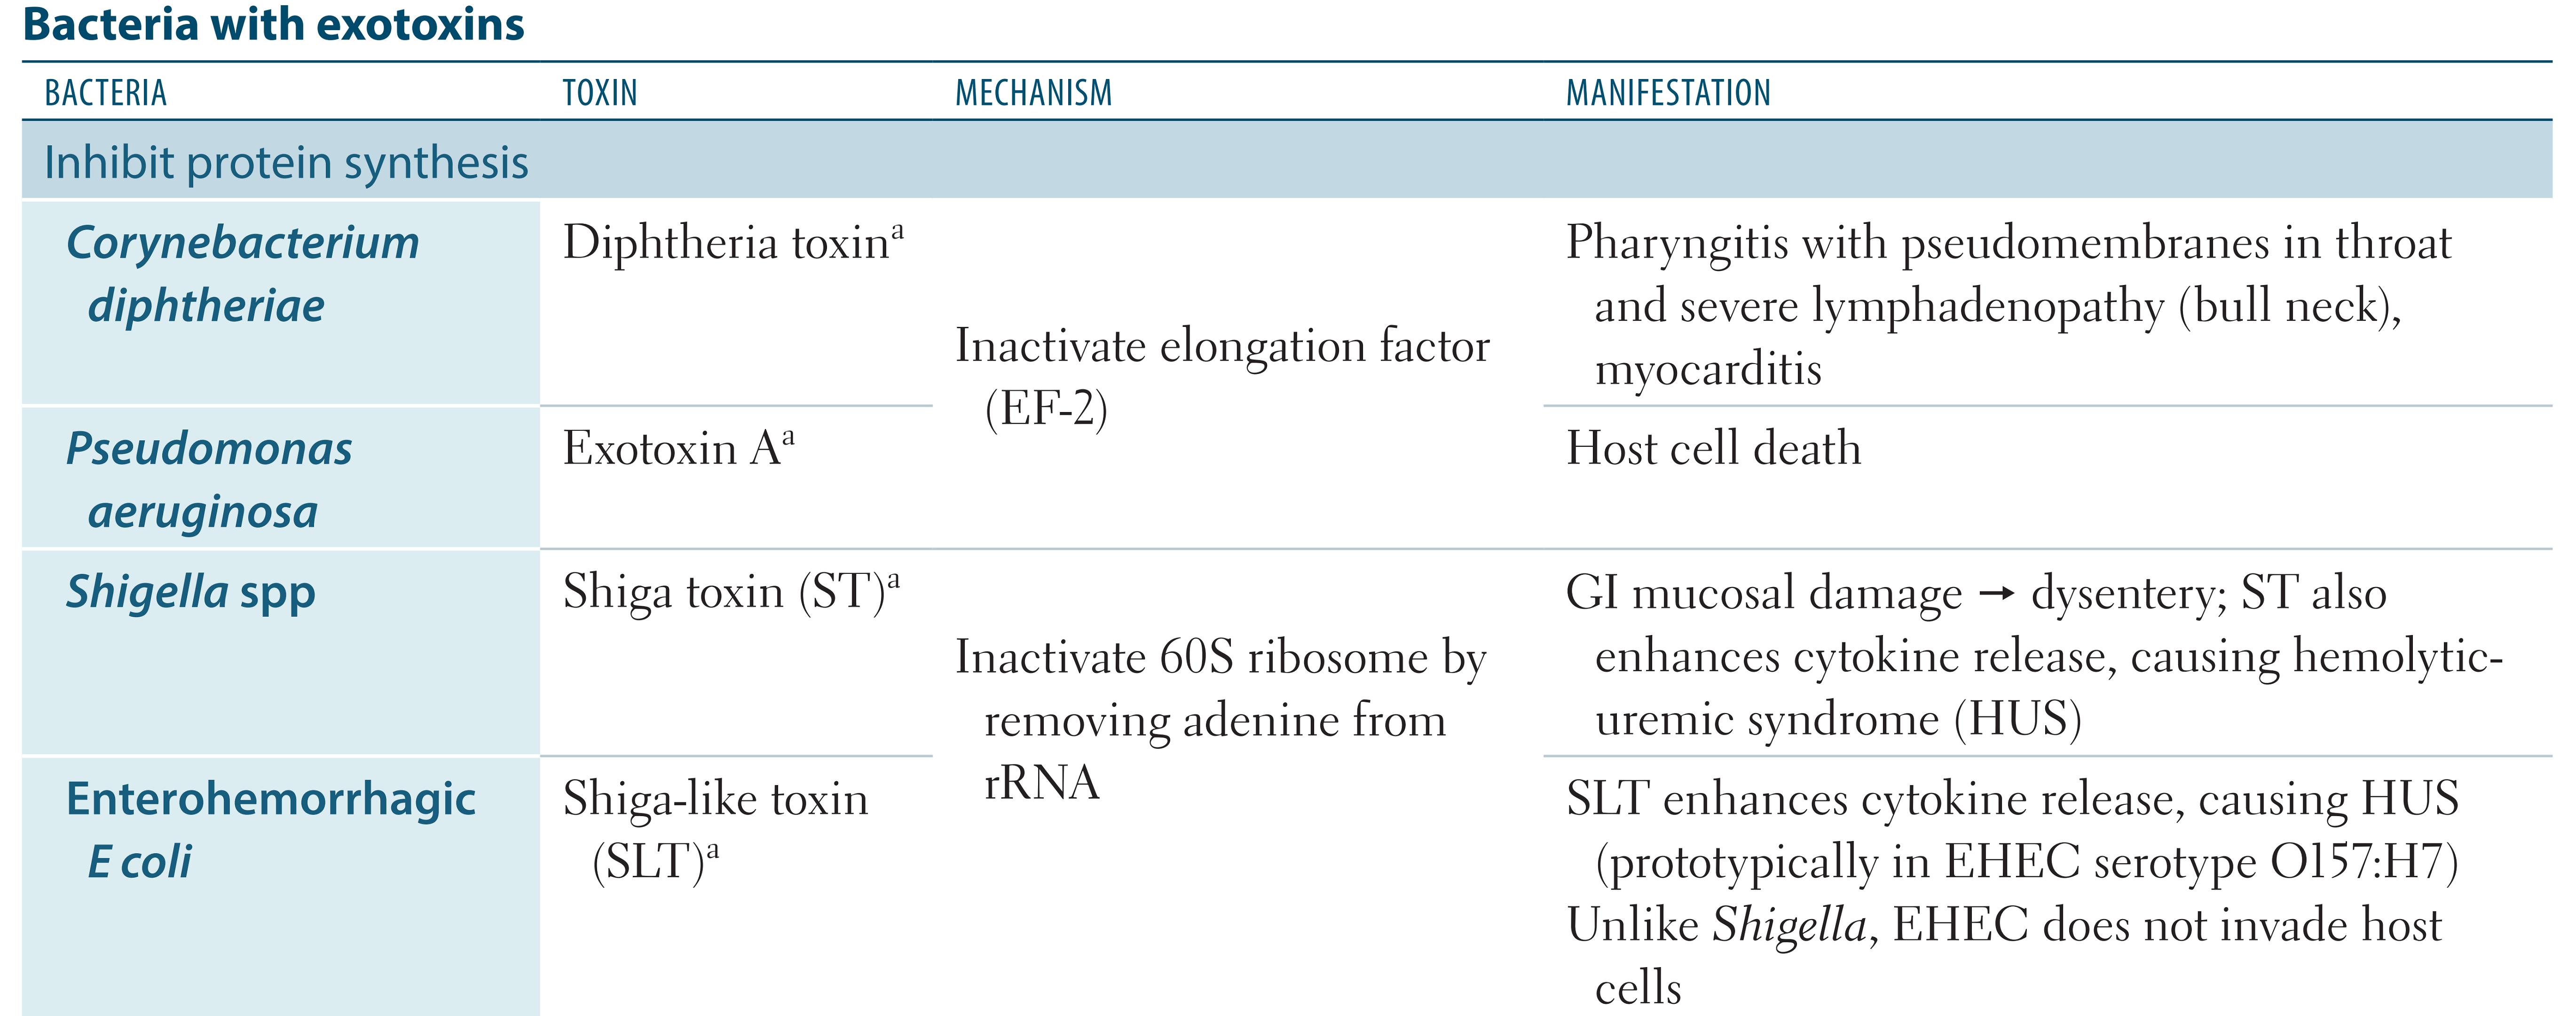 Bacteria with exotoxins
BACTERIA TOXIN MECHANISM MANIFESTATION
Inhibit protein synthesis
Corynebacterium
diphtheriae
Diphtheria toxinᵃ
Inactivate elongation factor
(EF-2)
Pharyngitis with pseudomembranes in throat
and severe lymphadenopathy (bull neck),
myocarditis
Pseudomonas
aeruginosa
Exotoxin Aᵃ
Host cell death
Shigella spp
Shiga toxin (ST)ᵃ
Inactivate 60S ribosome by
removing adenine from
rRNA
GI mucosal damage → dysentery; ST also
enhances cytokine release, causing hemolytic-
uremic syndrome (HUS)
Enterohemorrhagic
E coli
Shiga-like toxin
(SLT)ᵃ
SLT enhances cytokine release, causing HUS
(prototypically in EHEC serotype O157:H7)
Unlike Shigella, EHEC does not invade host
cells